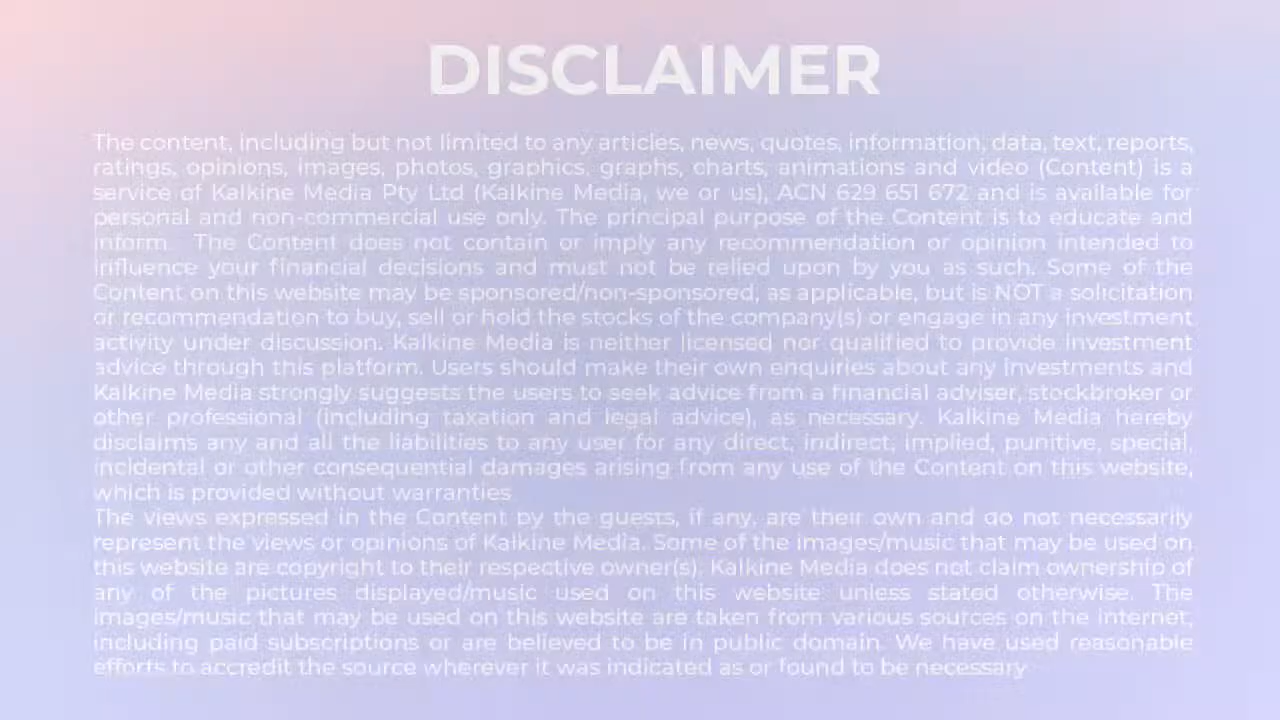 DISCLAIMER
The content, including but not limited to any articles, news, quotes, information, data, text, reports,
ratings, opinions, images, photos, graphics, graphs, charts, animations and video (Content) is a
service of Kalkine Media Pty Ltd (Kalkine Media, we or us), ACN 629 651 672 and is available for
personal and non-commercial use only. The principal purpose of the Content is to educate and
inform. The Content does not contain or imply any recommendation or opinion intended to
influence your financial decisions and must not be relied upon by you as such. Some of the
Content on this website may be sponsored/non-sponsored, as applicable, but is NOT a solicitation
or recommendation to buy, sell or hold the stocks of the company(s) or engage in any investment
activity under discussion. Kalkine Media is neither licensed nor qualified to provide investment
advice through this platform. Users should make their own enquiries about any investments and
Kalkine Media strongly suggests the users to seek advice from a financial adviser, stockbroker or
other professional (including taxation and legal advice), as necessary. Kalkine Media hereby
disclaims any and all the liabilities to any user for any direct, indirect, implied, punitive, special,
incidental or other consequential damages arising from any use of the Content on this website,
which is provided without warranties
The views expressed in the Content by the guests, if any, are their own and do not necessarily
represent the views or opinions of Kalkine Media. Some of the images/music that may be used on
this website are copyright to their respective owner(s). Kalkine Media does not claim ownership of
any of the pictures displayed/music used on this website unless stated otherwise. The
images/music that may be used on this website are taken from various sources on the internet,
including paid subscriptions or are believed to be in public domain. We have used reasonable
efforts to accredit the source wherever it was indicated as or found to be necessary